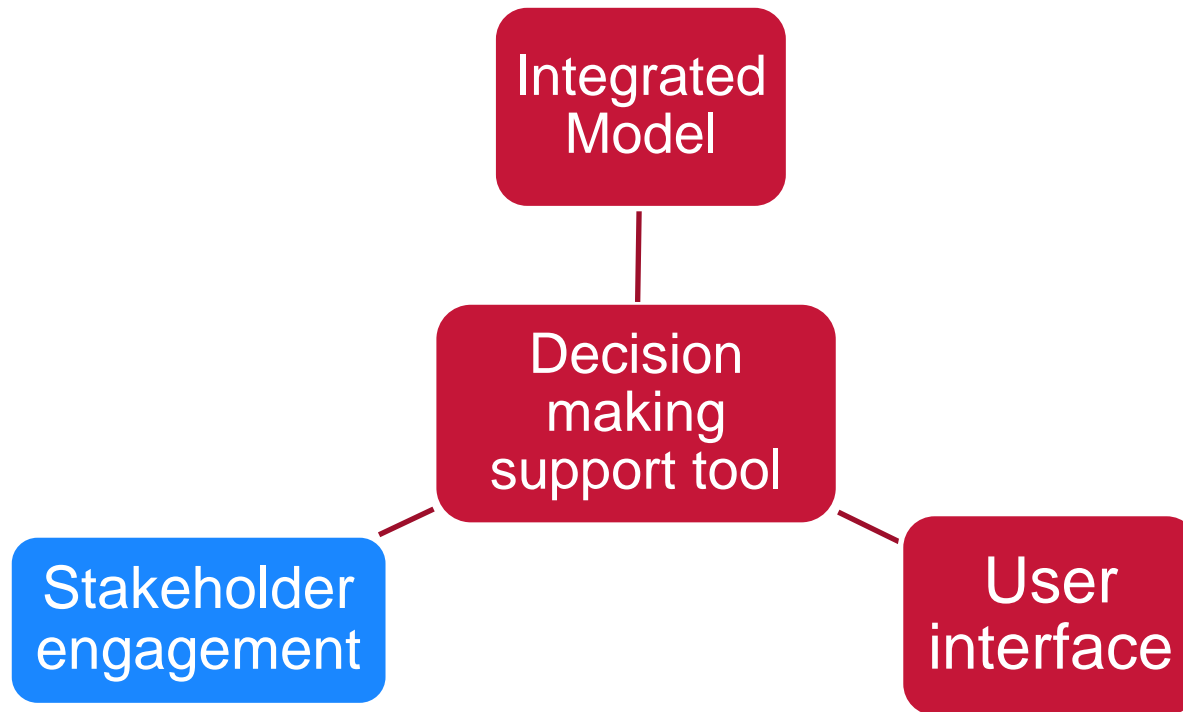 Integrated
Model
Decision
making
support tool
Stakeholder
engagement
User
interface